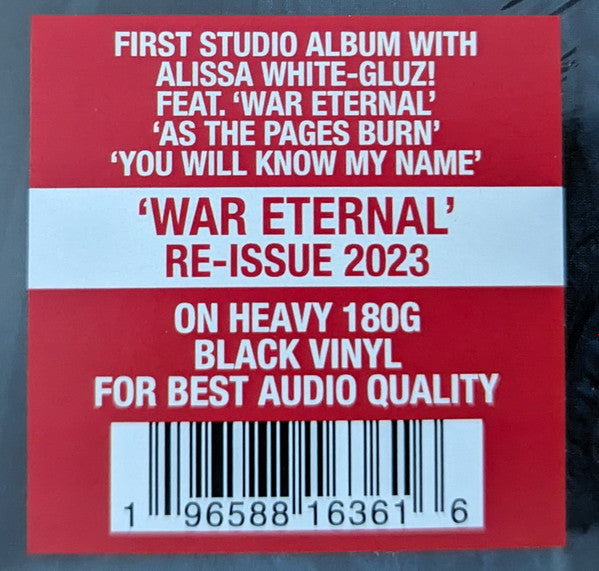 FIRST STUDIO ALBUM WITH
ALISSA WHITE-GLUZ!
FEAT. ‘WAR ETERNAL’
‘AS THE PAGES BURN’
‘YOU WILL KNOW MY NAME’
‘WAR ETERNAL’
RE-ISSUE 2023
ON HEAVY 180G
BLACK VINYL
FOR BEST AUDIO QUALITY
1 96588 16361 6